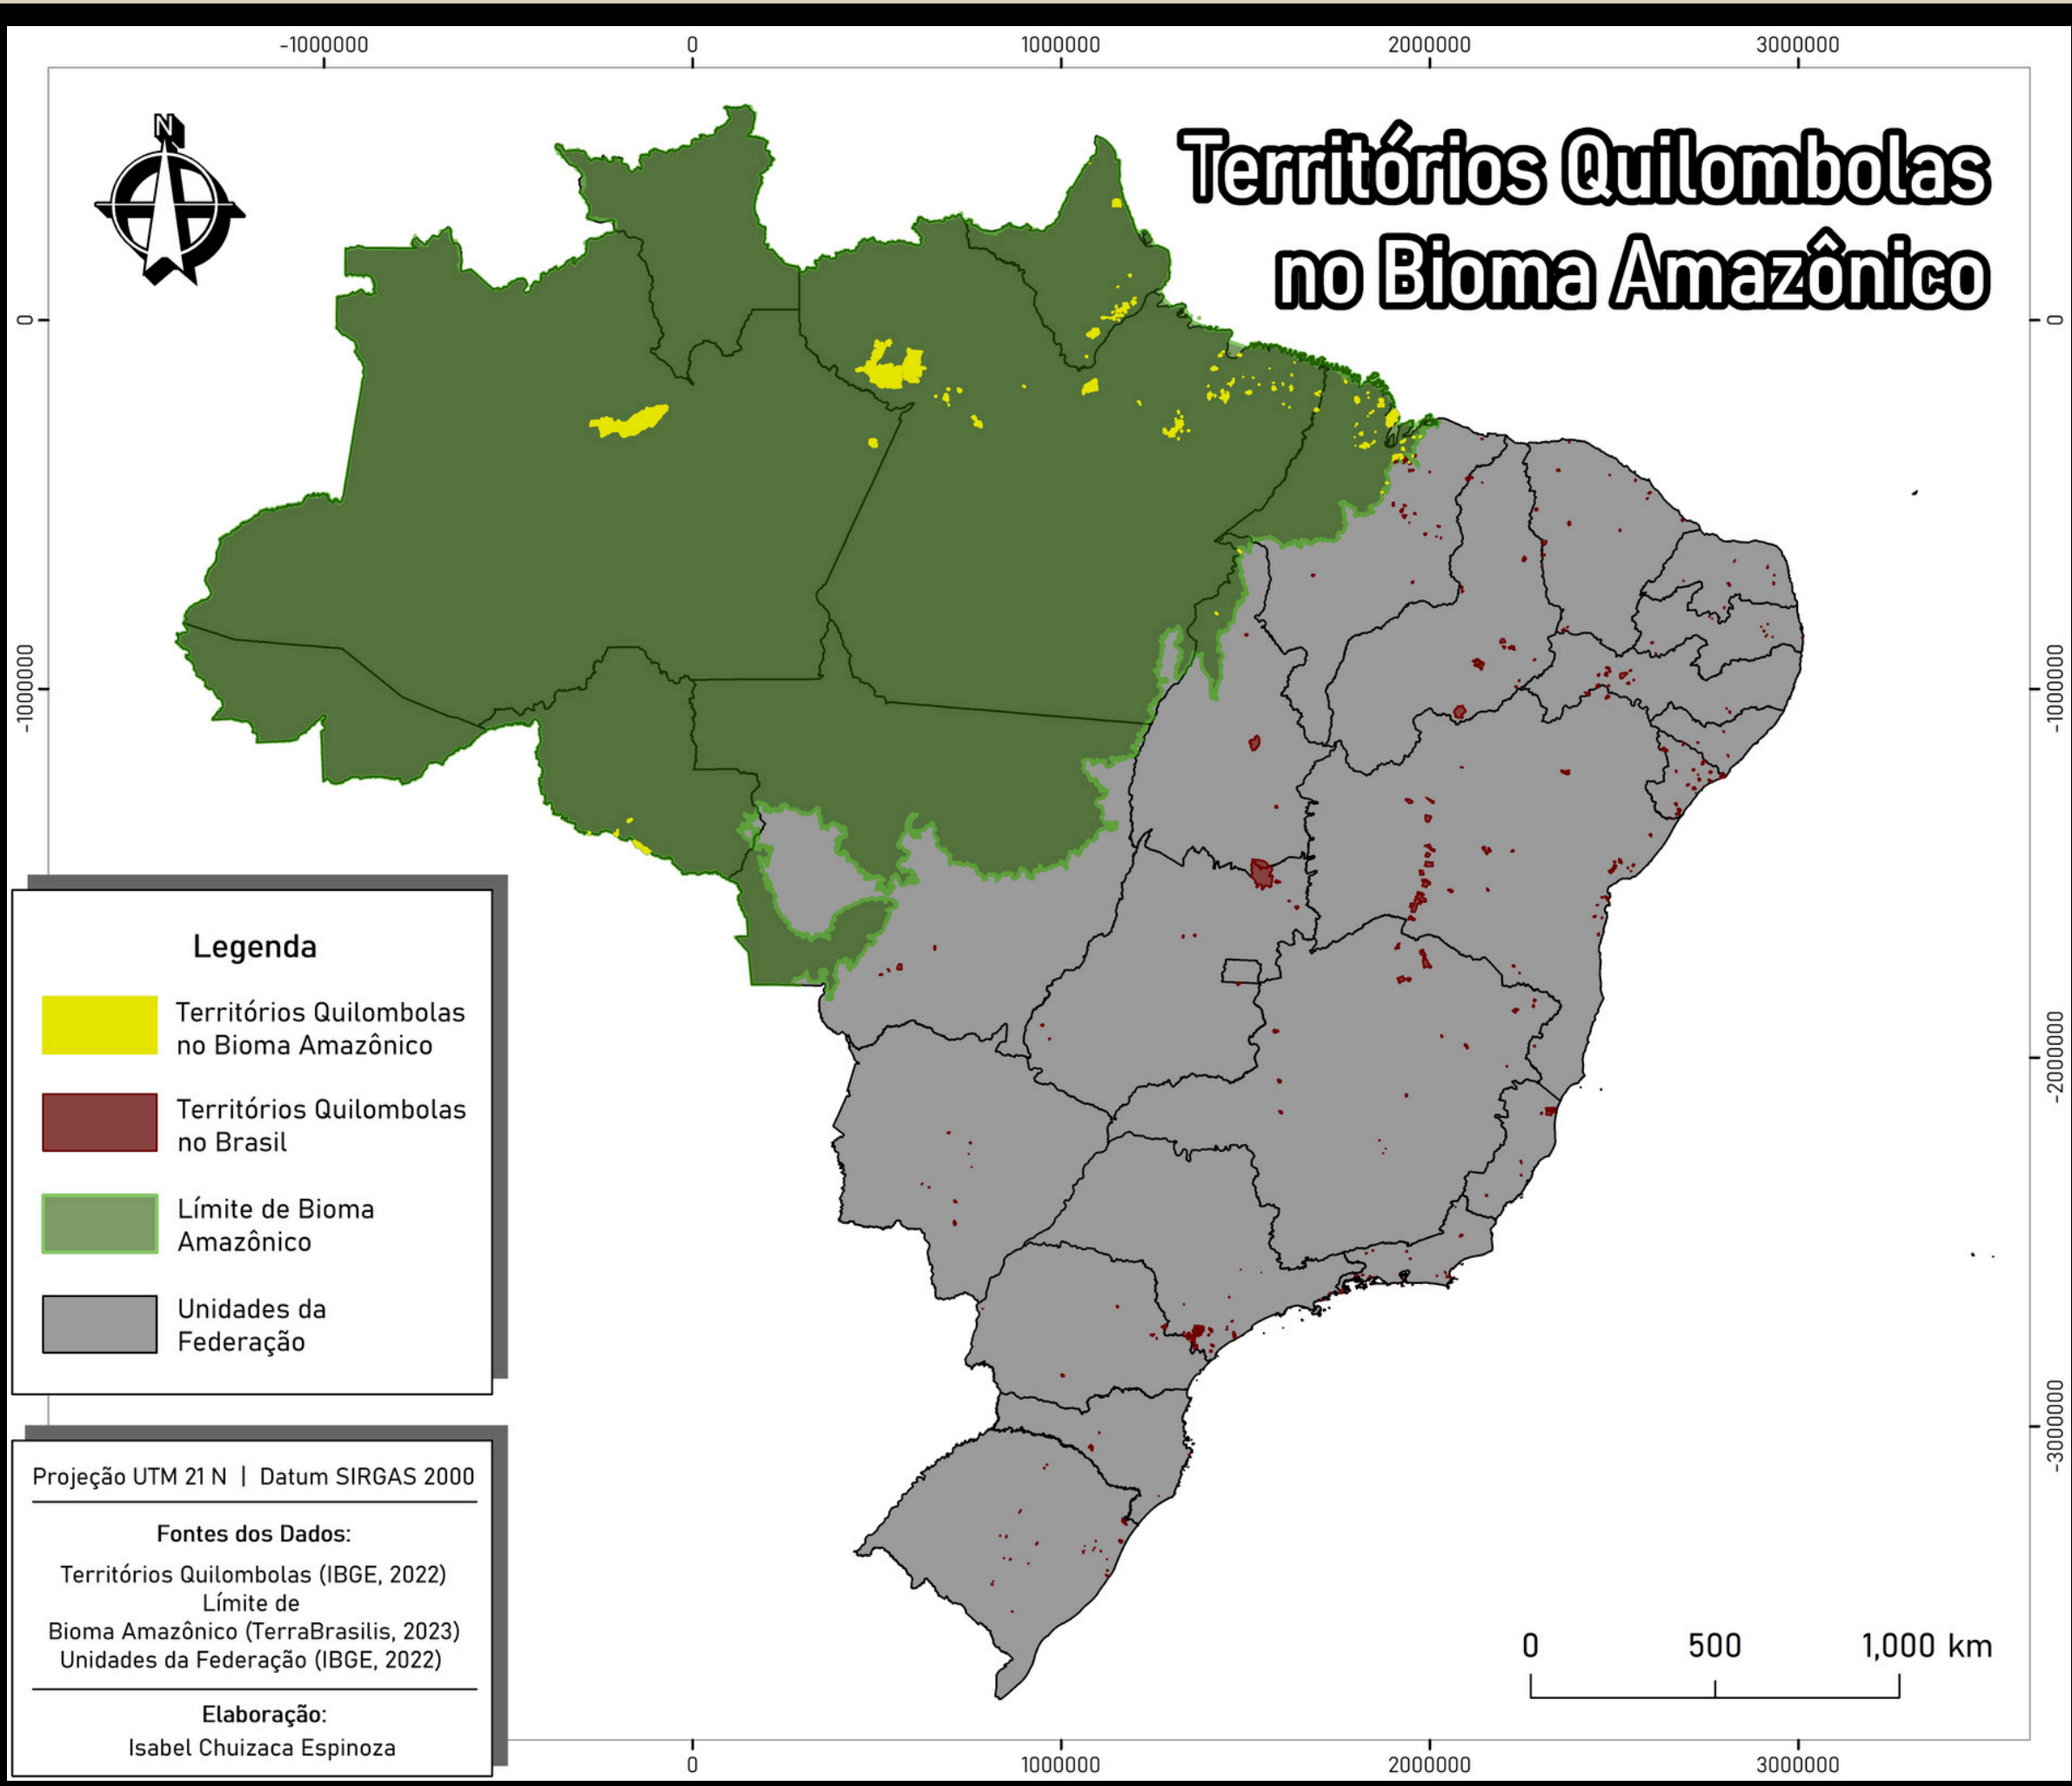 -1000000
0
1000000
2000000
3000000
N
Territórios Quilombolas
no Bioma Amazônico
0
0
-1000000
-1000000
-2000000
-3000000
Legenda
Territórios Quilombolas
no Bioma Amazônico
Territórios Quilombolas
no Brasil
Límite de Bioma
Amazônico
Unidades da
Federação
Projeção UTM 21 N | Datum SIRGAS 2000
Fontes dos Dados:
Territórios Quilombolas (IBGE, 2022)
Límite de
Bioma Amazônico (TerraBrasilis, 2023)
Unidades da Federação (IBGE, 2022)
Elaboração:
Isabel Chuizaca Espinoza
0
500
1,000 km
0
1000000
2000000
3000000